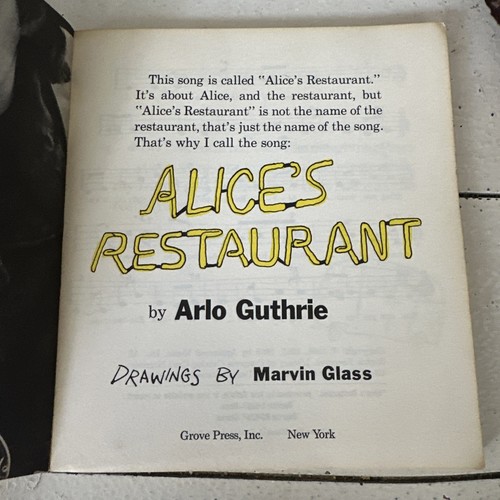 This song is called "Alice's Restaurant."
It's about Alice, and the restaurant, but
"Alice's Restaurant" is not the name of the
restaurant, that's just the name of the song.
That's why I call the song:
ALICE'S
RESTAURANT
by Arlo Guthrie
DRAWINGS BY Marvin Glass
Grove Press, Inc. New York